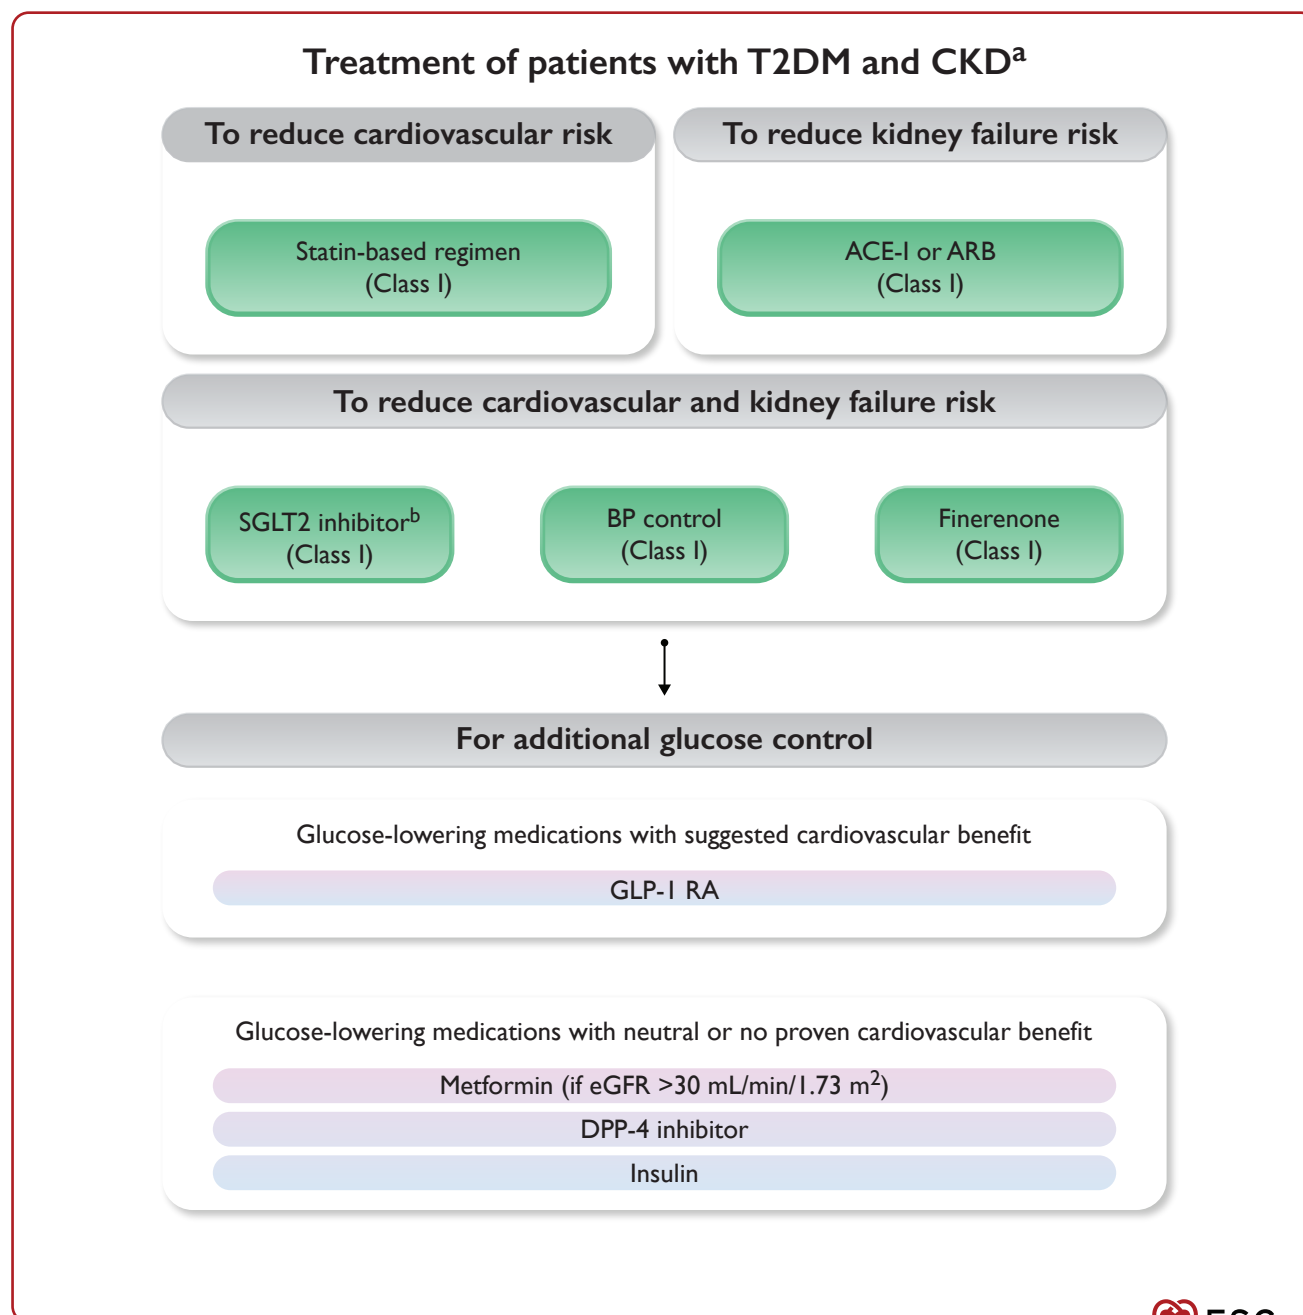 Treatment of patients with T2DM and CKDᵃ
To reduce cardiovascular risk
Statin-based regimen
(Class I)
To reduce kidney failure risk
ACE-I or ARB
(Class I)
To reduce cardiovascular and kidney failure risk
SGLT2 inhibitorᵇ
(Class I)
BP control
(Class I)
Finerenone
(Class I)
For additional glucose control
Glucose-lowering medications with suggested cardiovascular benefit
GLP-1 RA
Glucose-lowering medications with neutral or no proven cardiovascular benefit
Metformin (if eGFR >30 mL/min/1.73 m²)
DPP-4 inhibitor
Insulin